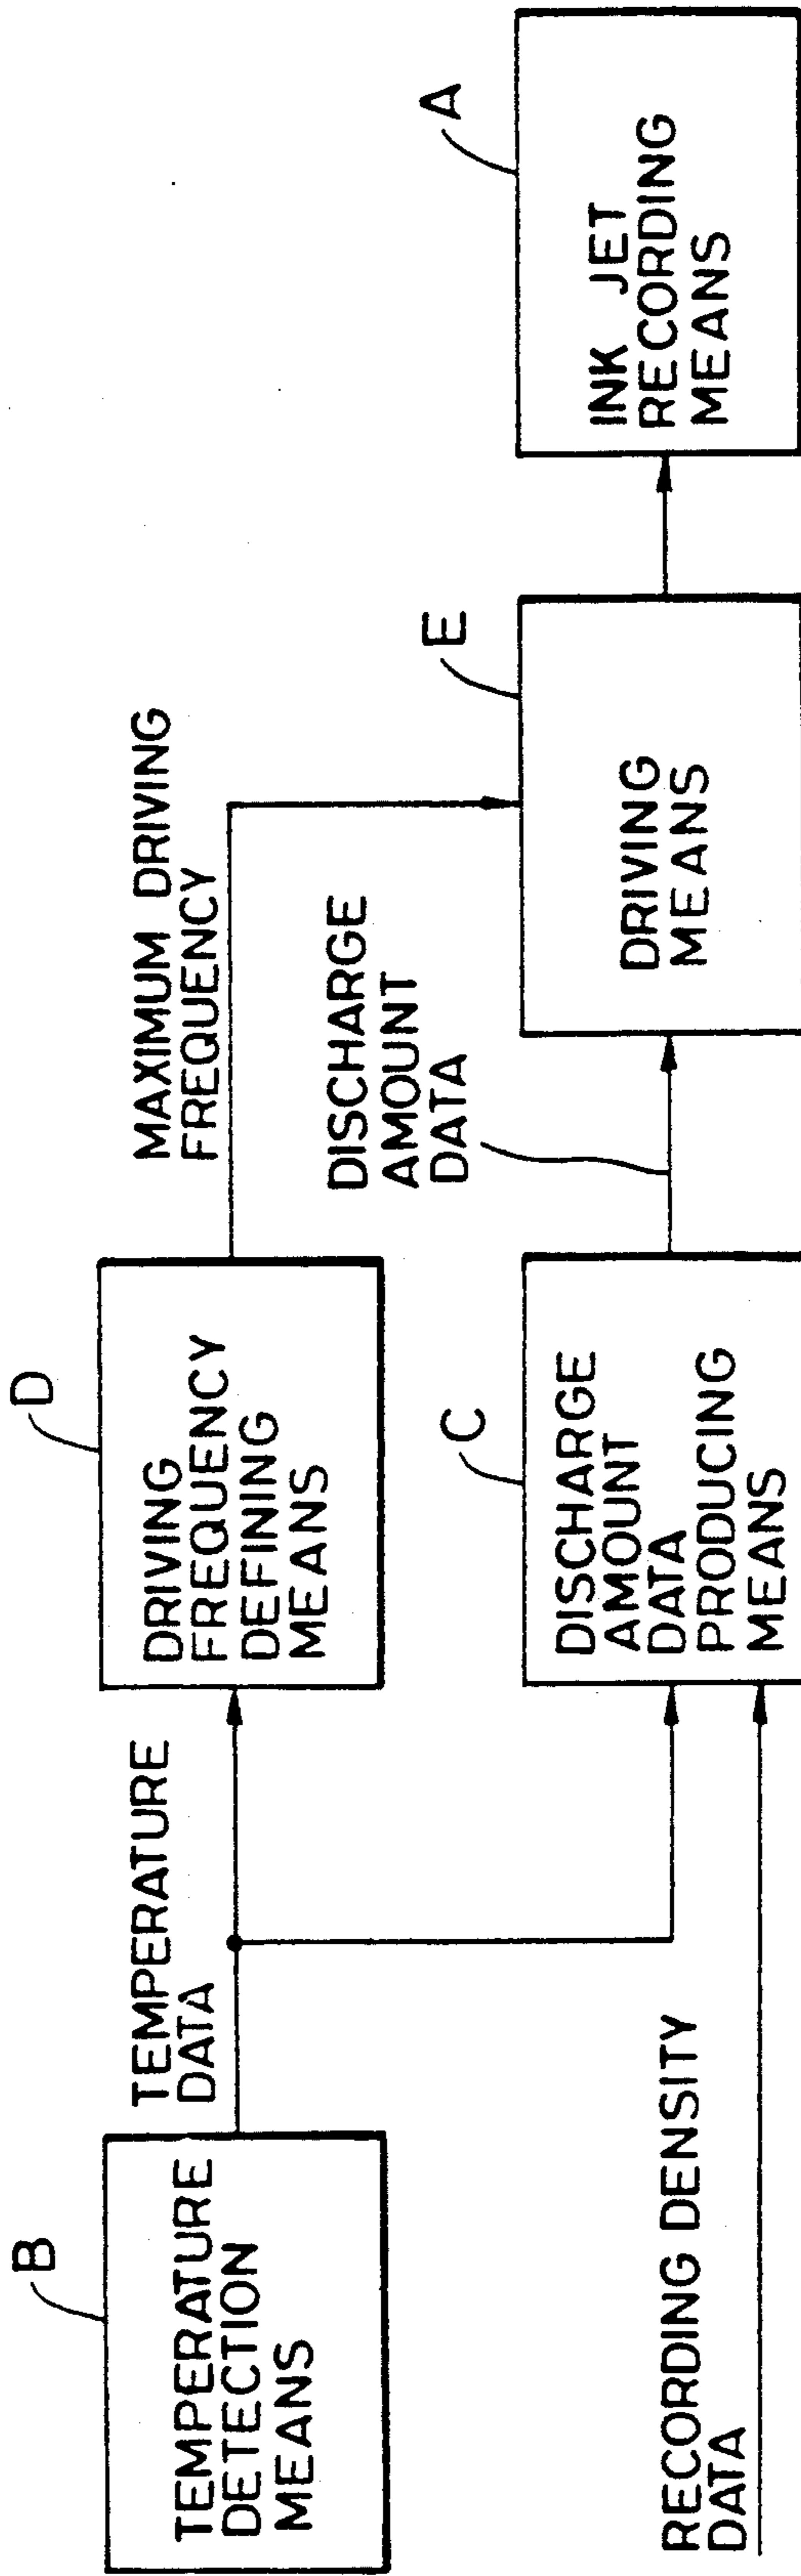 B
TEMPERATURE
DETECTION
MEANS
TEMPERATURE
DATA
D
DRIVING
FREQUENCY
DEFINING
MEANS
MAXIMUM DRIVING
FREQUENCY
RECORDING DENSITY
DATA
C
DISCHARGE
AMOUNT
DATA
PRODUCING
MEANS
DISCHARGE
AMOUNT
DATA
E
DRIVING
MEANS
A
INK JET
RECORDING
MEANS